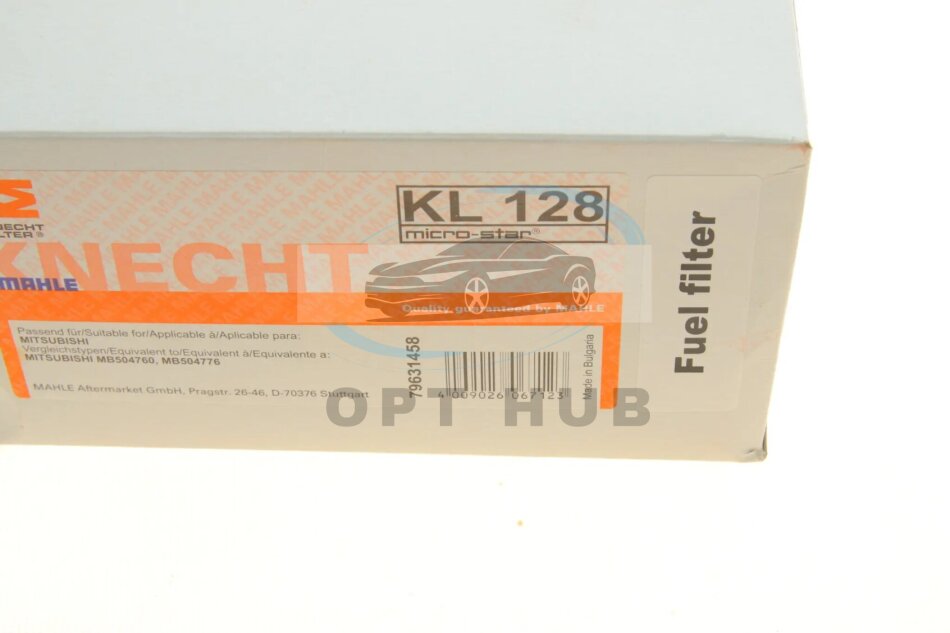 KL 128
micro-star®
KNECHT
MAHLE
Quality guaranteed by MAHLE
Passend für/Suitable for/Applicable à/Aplicable para:
MITSUBISHI
Vergleichstypen/Equivalent to/Equivalent à/Equivalente a:
MITSUBISHI MB504760, MB504776
MAHLE Aftermarket GmbH, Pragstr. 26-46, D-70376 Stuttgart
79631458
4 009026 067123
Made in Bulgaria
Fuel filter
OPT HUB